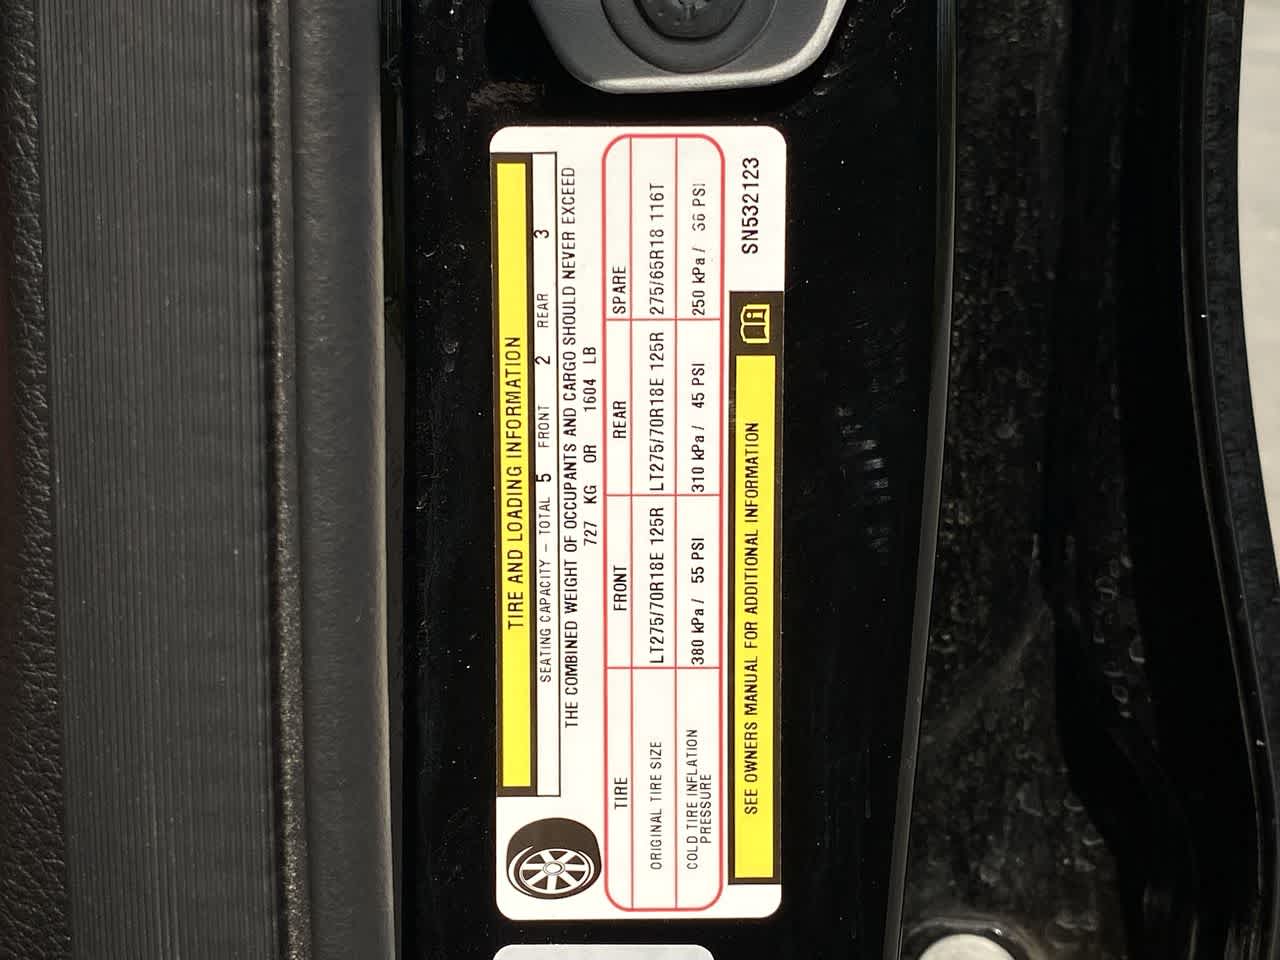 TIRE AND LOADING INFORMATION
SEATING CAPACITY – TOTAL 5 FRONT 2 REAR 3
THE COMBINED WEIGHT OF OCCUPANTS AND CARGO SHOULD NEVER EXCEED
727 KG OR 1604 LB
TIRE FRONT REAR SPARE
ORIGINAL TIRE SIZE LT275/70R18E 125R LT275/70R18E 125R 275/65R18 116T
COLD TIRE INFLATION PRESSURE 380 kPa / 55 PSI 310 kPa / 45 PSI 250 kPa / 36 PSI
SEE OWNERS MANUAL FOR ADDITIONAL INFORMATION
SN532123